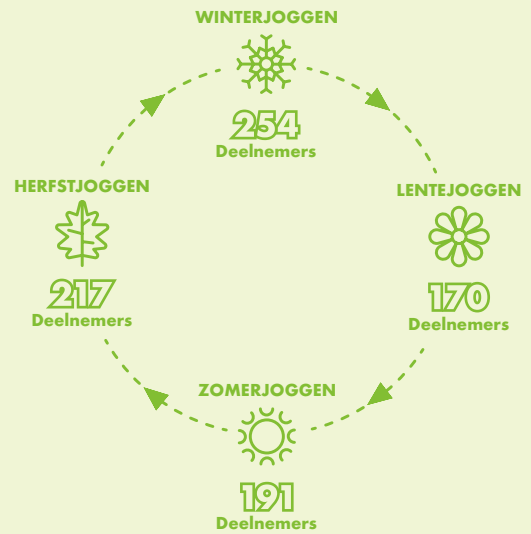 WINTERJOGGEN
254
Deelnemers
LENTEJOGGEN
170
Deelnemers
ZOMERJOGGEN
191
Deelnemers
HERFSTJOGGEN
217
Deelnemers